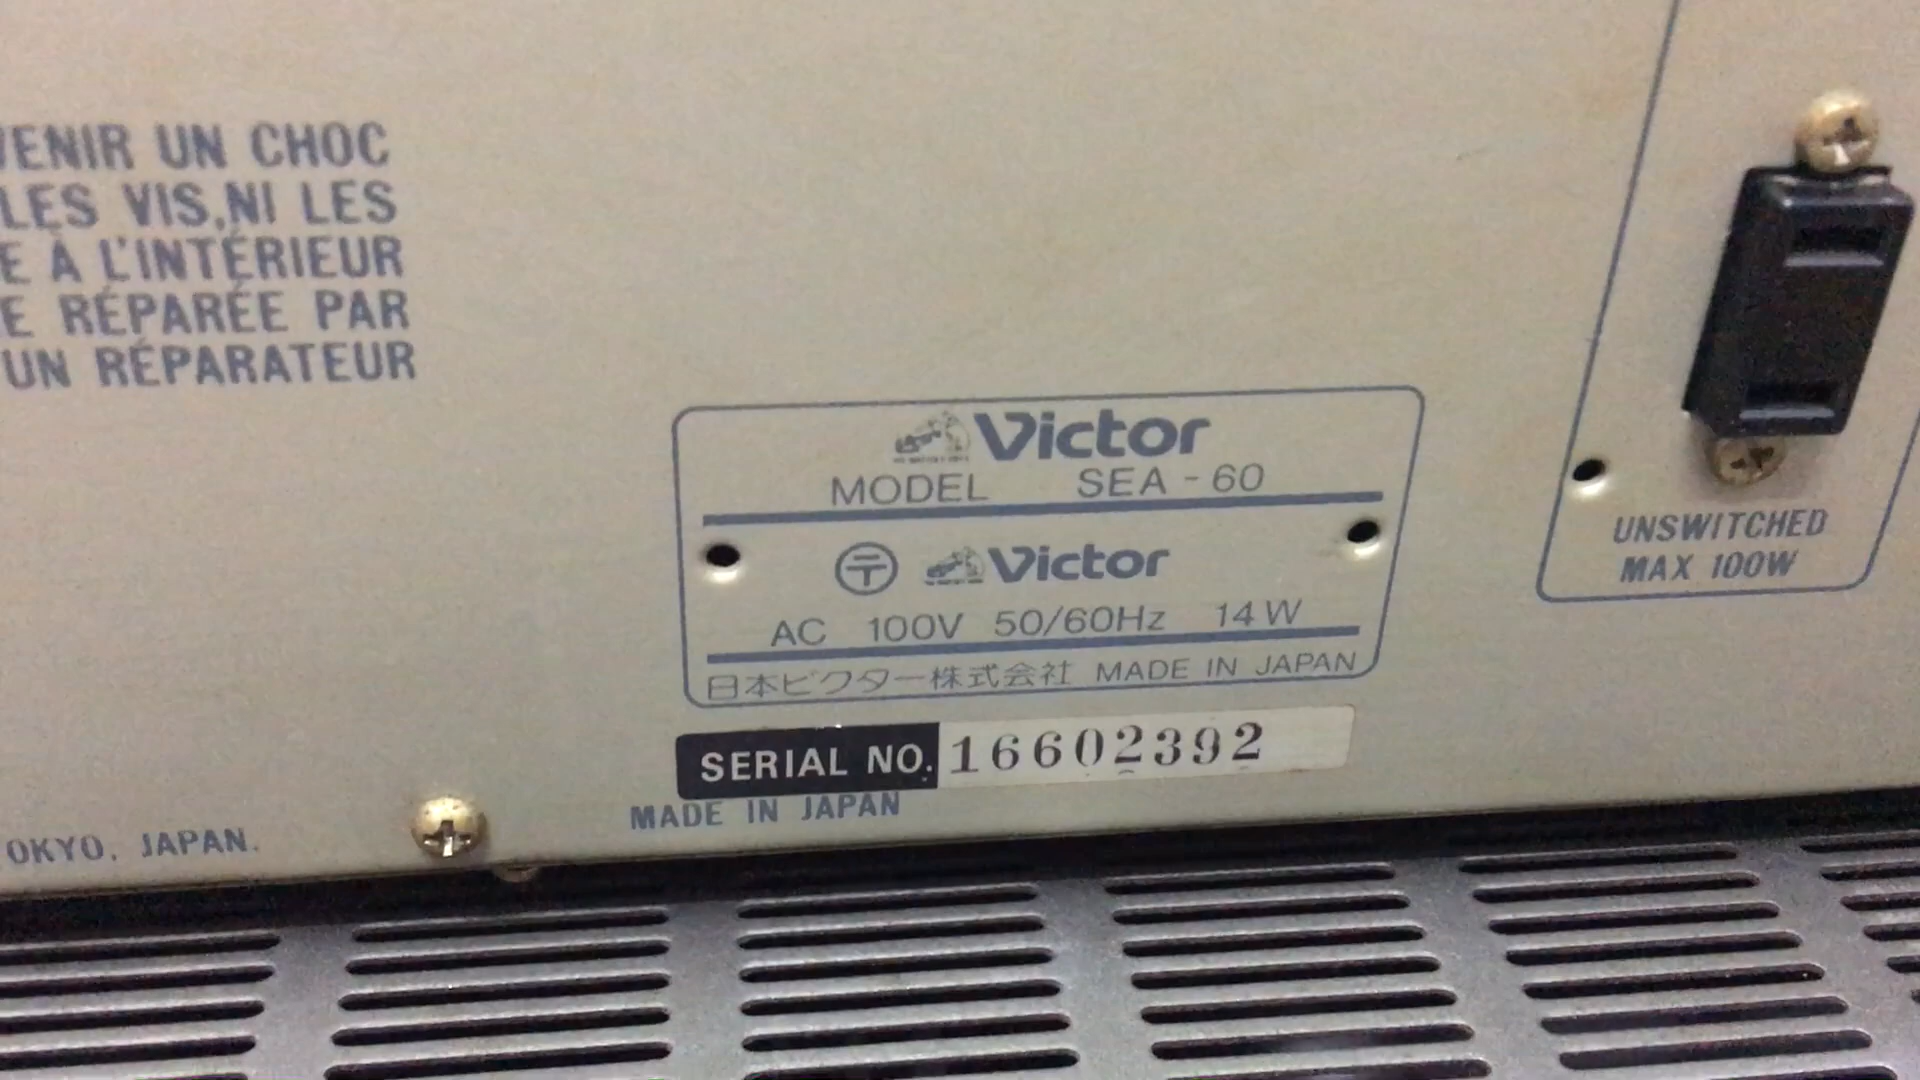 VENIR UN CHOC
LES VIS,NI LES
E À L'INTÉRIEUR
E RÉPARÉE PAR
UN RÉPARATEUR
Victor
MODEL SEA-60
Victor
AC 100V 50/60Hz 14W
日本ビクター株式会社 MADE IN JAPAN
SERIAL NO. 16602392
MADE IN JAPAN
OKYO, JAPAN.
UNSWITCHED
MAX 100W